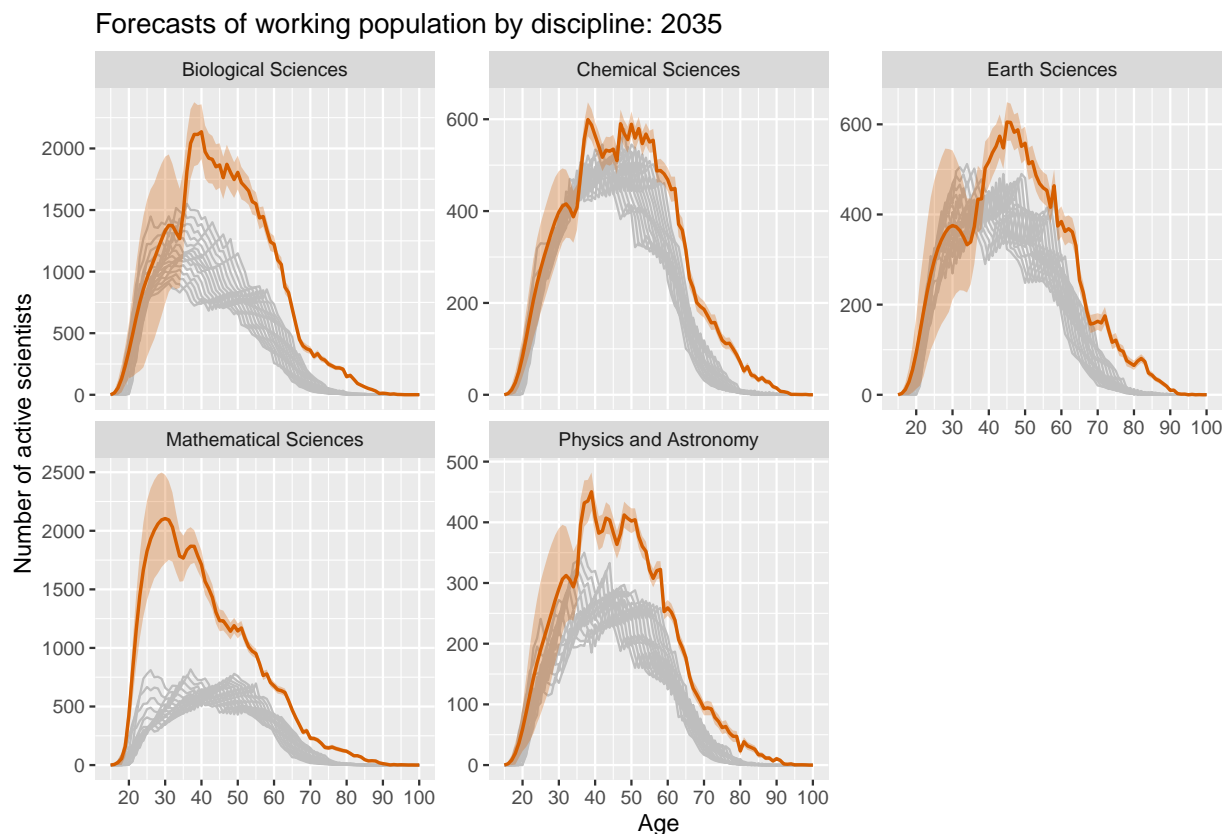 Forecasts of working population by discipline: 2035
Biological Sciences
Chemical Sciences
Earth Sciences
2000
1500
1000
500
0
600
400
200
0
600
400
200
0
20 30 40 50 60 70 80 90 100
Mathematical Sciences
Physics and Astronomy
2500
2000
1500
1000
500
0
500
400
300
200
100
0
20 30 40 50 60 70 80 90 100
20 30 40 50 60 70 80 90 100
Number of active scientists
Age